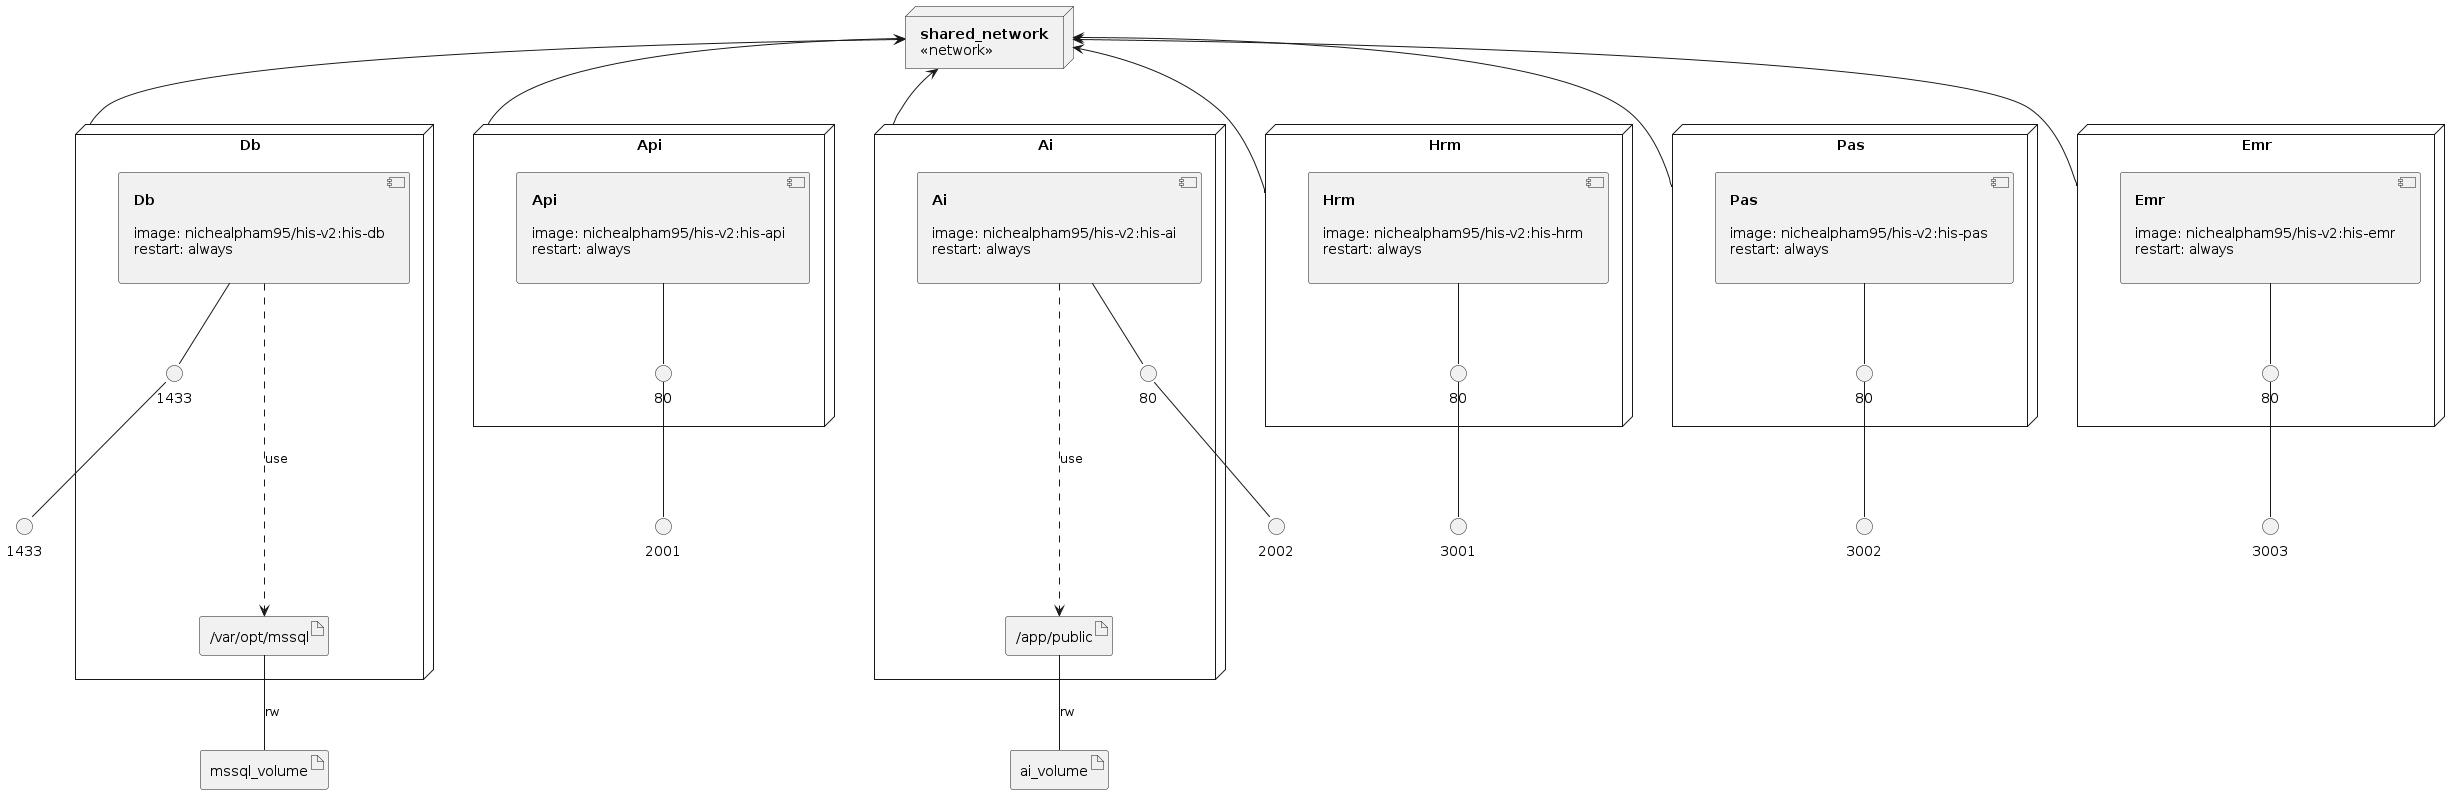 shared_network
«network»
Db
Db
image: nichealpham95/his-v2:his-db
restart: always
1433
use
1433
/var/opt/mssql
rw
mssql_volume
Api
Api
image: nichealpham95/his-v2:his-api
restart: always
80
2001
Ai
Ai
image: nichealpham95/his-v2:his-ai
restart: always
80
use
2002
/app/public
rw
ai_volume
Hrm
Hrm
image: nichealpham95/his-v2:his-hrm
restart: always
80
3001
Pas
Pas
image: nichealpham95/his-v2:his-pas
restart: always
80
3002
Emr
Emr
image: nichealpham95/his-v2:his-emr
restart: always
80
3003